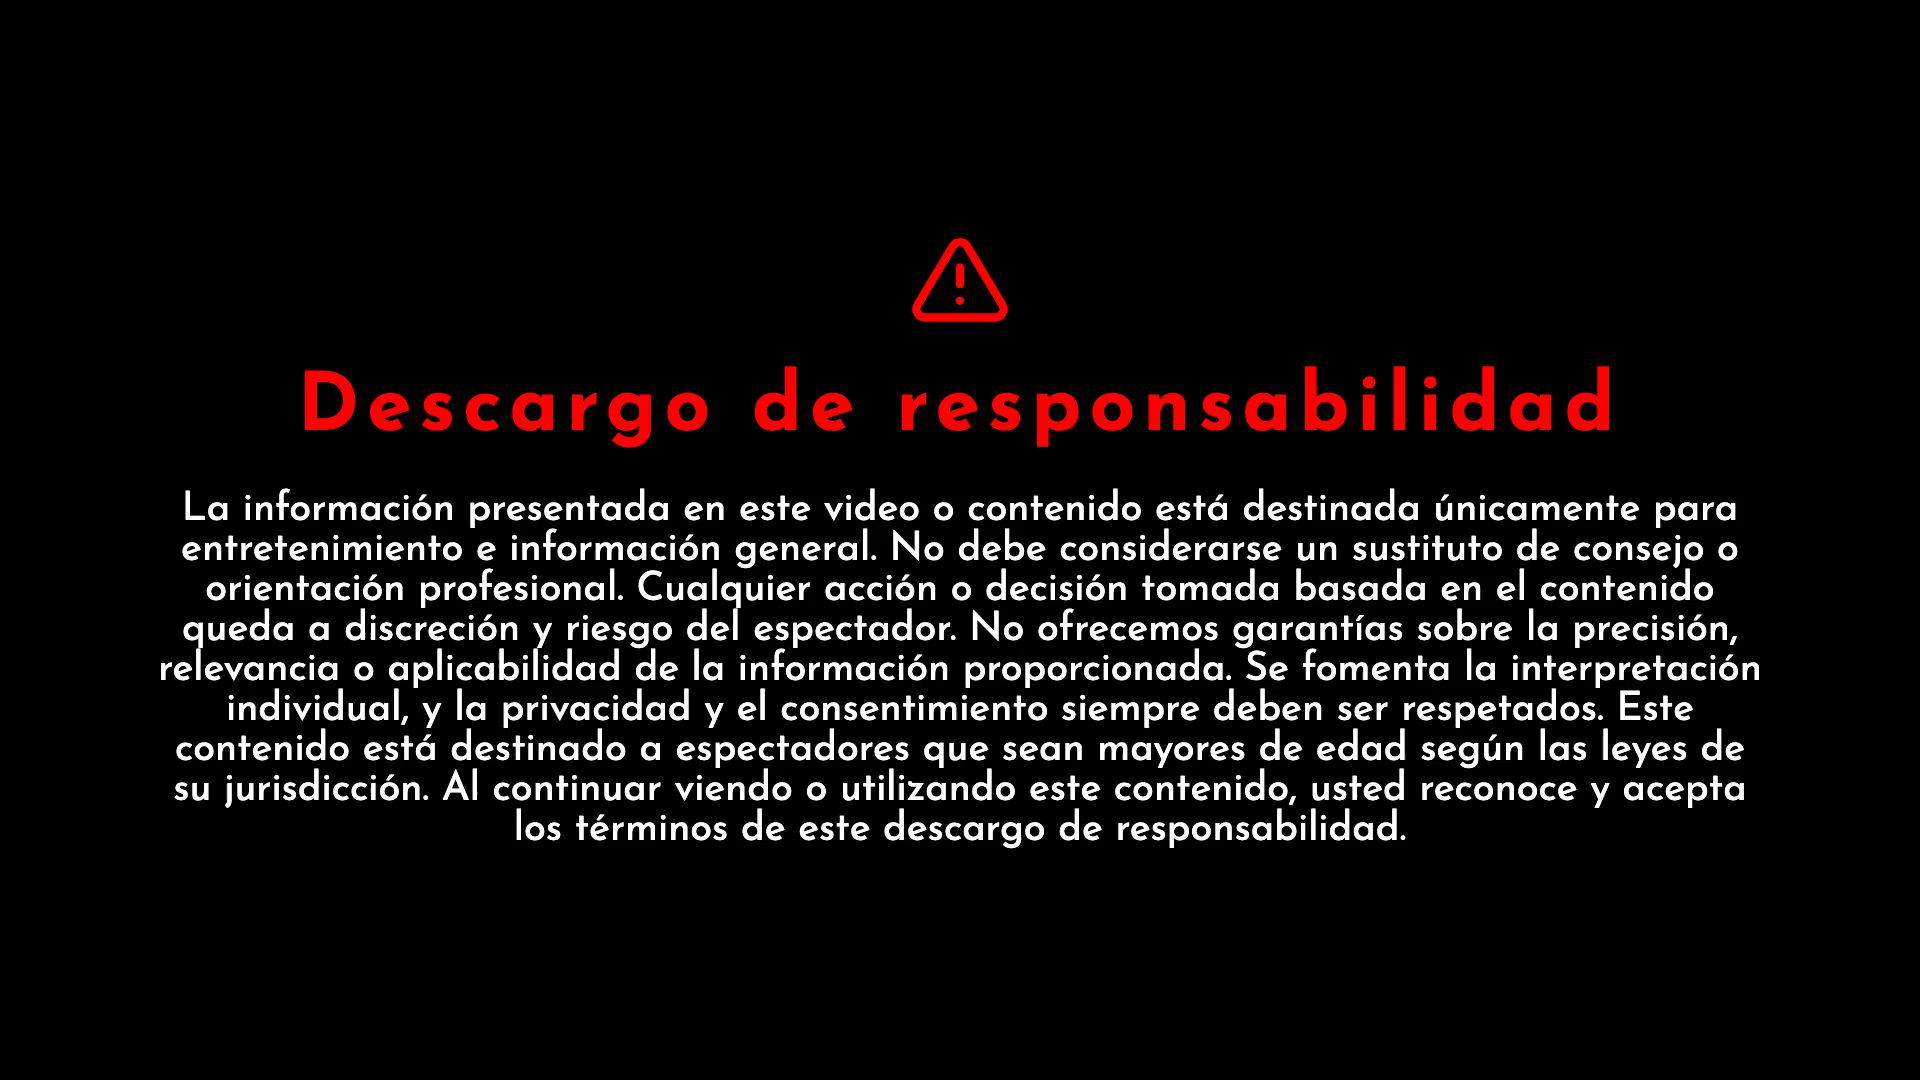 Descargo de responsabilidad
La información presentada en este video o contenido está destinada únicamente para
entretenimiento e información general. No debe considerarse un sustituto de consejo o
orientación profesional. Cualquier acción o decisión tomada basada en el contenido
queda a discreción y riesgo del espectador. No ofrecemos garantías sobre la precisión,
relevancia o aplicabilidad de la información proporcionada. Se fomenta la interpretación
individual, y la privacidad y el consentimiento siempre deben ser respetados. Este
contenido está destinado a espectadores que sean mayores de edad según las leyes de
su jurisdicción. Al continuar viendo o utilizando este contenido, usted reconoce y acepta
los términos de este descargo de responsabilidad.